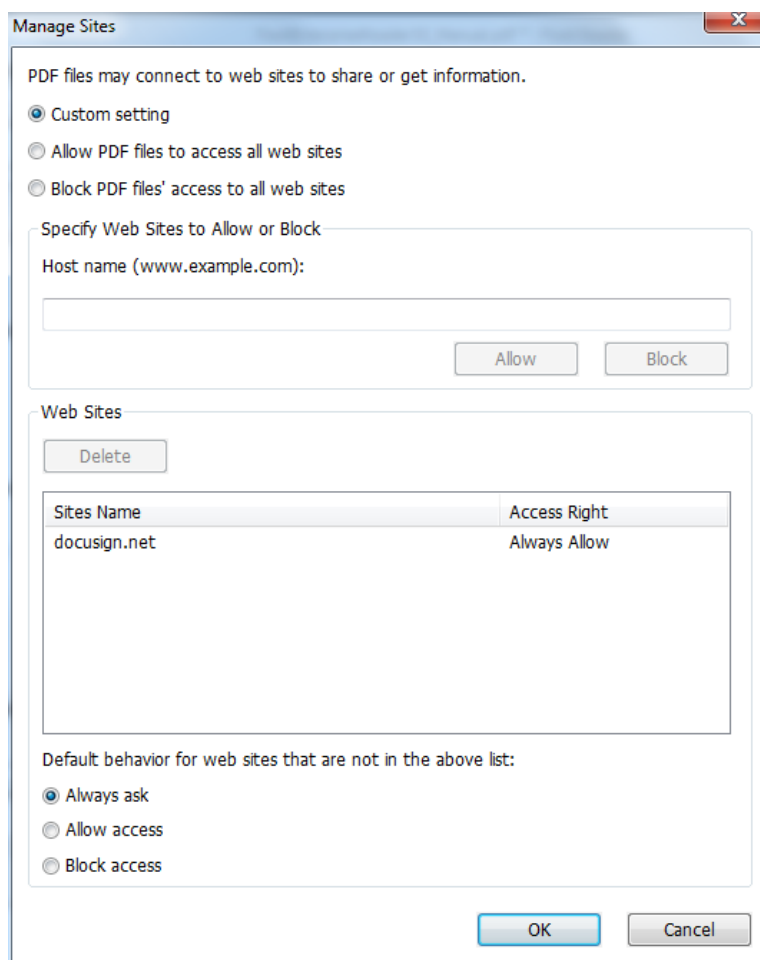 Manage Sites
PDF files may connect to web sites to share or get information.
Custom setting
Allow PDF files to access all web sites
Block PDF files' access to all web sites
Specify Web Sites to Allow or Block
Host name (www.example.com):
Allow Block
Web Sites
Delete
Sites Name Access Right
docusign.net Always Allow
Default behavior for web sites that are not in the above list:
Always ask
Allow access
Block access
OK Cancel